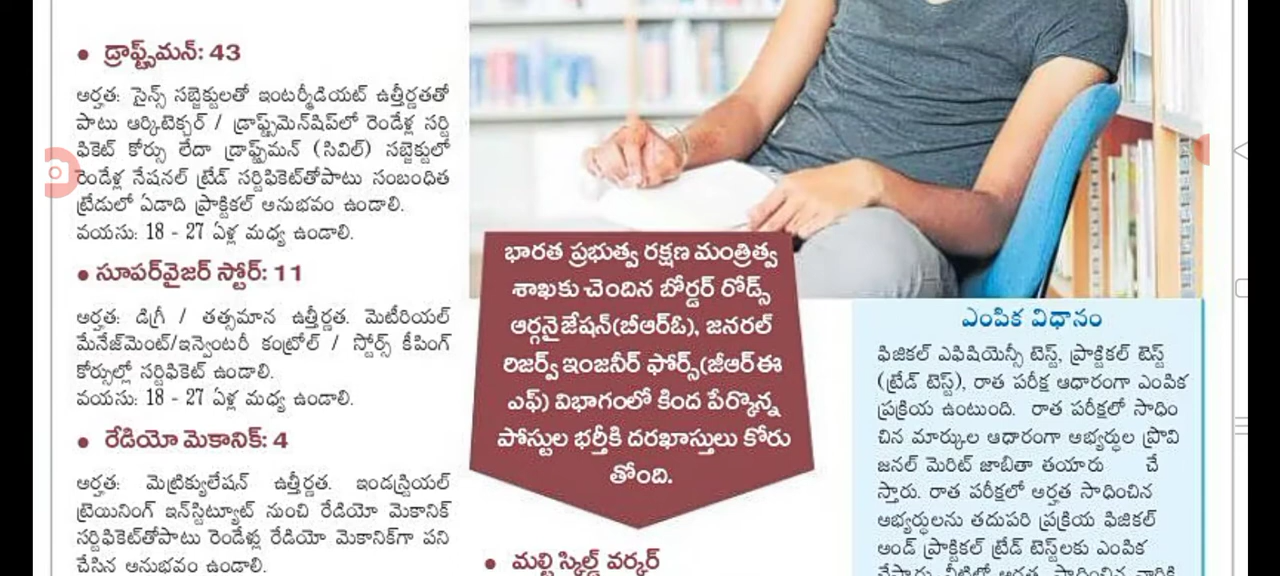 • డ్రాఫ్ట్స్‌మన్: 43
అర్హత: సైన్స్ సబ్జెక్టులతో ఇంటర్మీడియట్ ఉత్తీర్ణతతో
పాటు ఆర్కిటెక్చర్ / డ్రాఫ్ట్స్‌మెన్‌షిప్‌లో రెండేళ్ల సర్టి
ఫికెట్ కోర్సు లేదా డ్రాఫ్ట్స్‌మన్ (సివిల్) సబ్జెక్టులో
రెండేళ్ల నేషనల్ ట్రేడ్ సర్టిఫికెట్‌తోపాటు సంబంధిత
ట్రేడులో ఏడాది ప్రాక్టికల్ అనుభవం ఉండాలి.
వయసు: 18 - 27 ఏళ్ల మధ్య ఉండాలి.
• సూపర్‌వైజర్ స్టోర్: 11
అర్హత: డిగ్రీ / తత్సమాన ఉత్తీర్ణత. మెటీరియల్
మేనేజ్‌మెంట్/ఇన్వెంటరీ కంట్రోల్ / స్టోర్స్ కీపింగ్
కోర్సుల్లో సర్టిఫికెట్ ఉండాలి.
వయసు: 18 - 27 ఏళ్ల మధ్య ఉండాలి.
• రేడియో మెకానిక్: 4
అర్హత: మెట్రిక్యులేషన్ ఉత్తీర్ణత. ఇండస్ట్రియల్
ట్రెయినింగ్ ఇన్‌స్టిట్యూట్ నుంచి రేడియో మెకానిక్
సర్టిఫికెట్‌తోపాటు రెండేళ్లు రేడియో మెకానిక్‌గా పని
చేసిన అనుభవం ఉండాలి.
భారత ప్రభుత్వ రక్షణ మంత్రిత్వ
శాఖకు చెందిన బోర్డర్ రోడ్స్
ఆర్గనైజేషన్(బీఆర్ఓ), జనరల్
రిజర్వ్ ఇంజనీర్ ఫోర్స్(జీఆర్ఈ
ఎఫ్) విభాగంలో కింద పేర్కొన్న
పోస్టుల భర్తీకి దరఖాస్తులు కోరు
తోంది.
• మల్టి స్కిల్డ్ వర్కర్
ఎంపిక విధానం
ఫిజికల్ ఎఫిషియెన్సీ టెస్ట్, ప్రాక్టికల్ టెస్ట్
(ట్రేడ్ టెస్ట్), రాత పరీక్ష ఆధారంగా ఎంపిక
ప్రక్రియ ఉంటుంది. రాత పరీక్షలో సాధిం
చిన మార్కుల ఆధారంగా అభ్యర్థుల ప్రొవి
జనల్ మెరిట్ జాబితా తయారు చే
స్తారు. రాత పరీక్షలో అర్హత సాధించిన
అభ్యర్థులను తదుపరి ప్రక్రియ ఫిజికల్
అండ్ ప్రాక్టికల్ ట్రేడ్ టెస్ట్‌లకు ఎంపిక